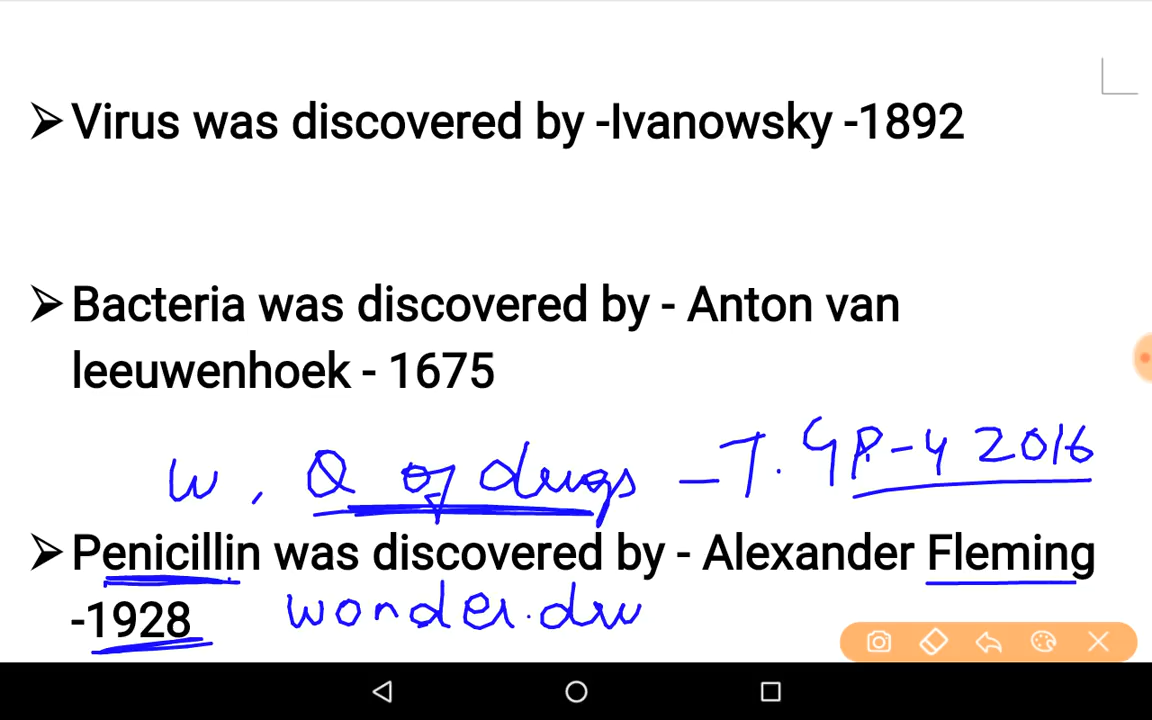 ➢ Virus was discovered by -Ivanowsky -1892
➢ Bacteria was discovered by - Anton van
leeuwenhoek - 1675
W, Q of drugs - T. GP-4 2016
➢ Penicillin was discovered by - Alexander Fleming
-1928 wonder.dru